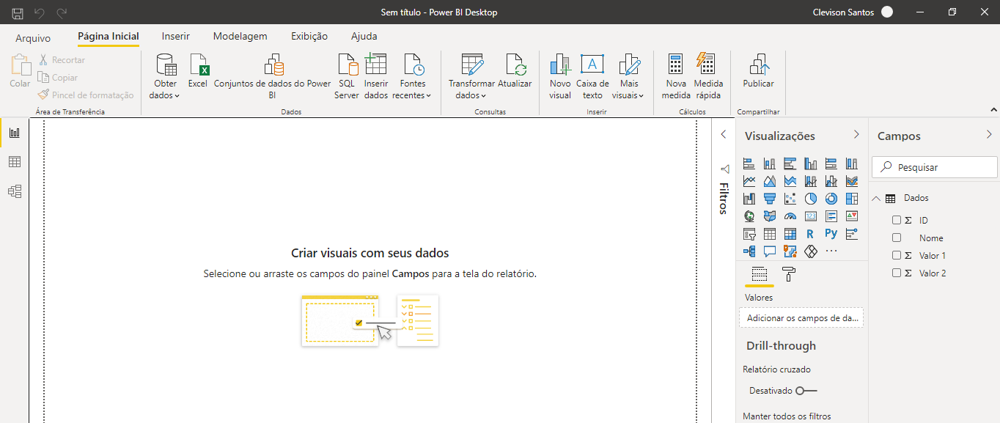 Sem título - Power BI Desktop
Clevison Santos
Arquivo
Página Inicial
Inserir
Modelagem
Exibição
Ajuda
Colar
Recortar
Copiar
Pincel de formatação
Área de Transferência
Obter
dados
Excel
Conjuntos de dados do Power
BI
SQL
Server
Inserir
dados
Fontes
recentes
Dados
Transformar
dados
Atualizar
Consultas
Novo
visual
A
Caixa de
texto
Mais
visuais
Inserir
Nova
medida
Medida
rápida
Cálculos
Publicar
Compartilhar
Criar visuais com seus dados
Selecione ou arraste os campos do painel Campos para a tela do relatório.
Filtros
Visualizações
123
R
Py
Valores
Adicionar os campos de da...
Drill-through
Relatório cruzado
Desativado
Manter todos os filtros
Campos
Pesquisar
Dados
Σ ID
Nome
Σ Valor 1
Σ Valor 2